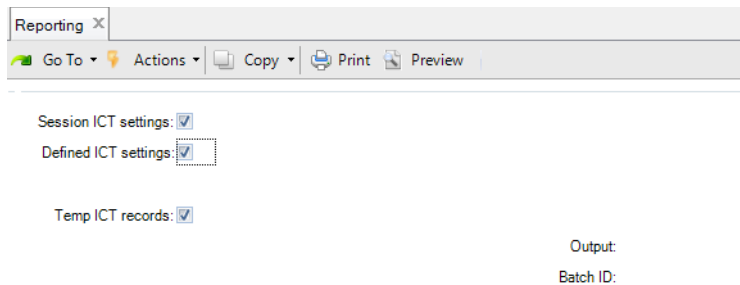 Reporting
Go To Actions Copy Print Preview
Session ICT settings:
Defined ICT settings:
Temp ICT records:
Output:
Batch ID: